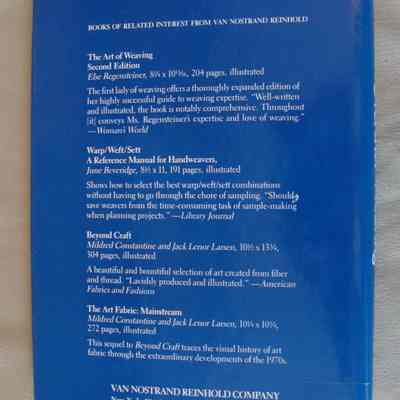 BOOKS OF RELATED INTEREST FROM VAN NOSTRAND REINHOLD
The Art of Weaving
Second Edition
Else Regensteiner, 8¼ x 10¹⁵⁄₁₆, 204 pages, illustrated
The first lady of weaving offers a thoroughly expanded edition of
her highly successful guide to weaving expertise. “Well-written
and illustrated, the book is notably comprehensive. Throughout
[it] conveys Ms. Regensteiner's expertise and love of weaving.”
—Woman's World
Warp/Weft/Sett
A Reference Manual for Handweavers,
June Beveridge, 8½ x 11, 191 pages, illustrated
Shows how to select the best warp/weft/sett combinations
without having to go through the chore of sampling. “Should
save weavers from the time-consuming task of sample-making
when planning projects.” —Library Journal
Beyond Craft
Mildred Constantine and Jack Lenor Larsen, 10½ x 13¼,
304 pages, illustrated
A beautiful and bountiful selection of art created from fiber
and thread. “Lavishly produced and illustrated.” —American
Fabrics and Fashions
The Art Fabric: Mainstream
Mildred Constantine and Jack Lenor Larsen, 10¼ x 10¼,
272 pages, illustrated
This sequel to Beyond Craft traces the visual history of art
fabric through the extraordinary developments of the 1970s.
VAN NOSTRAND REINHOLD COMPANY